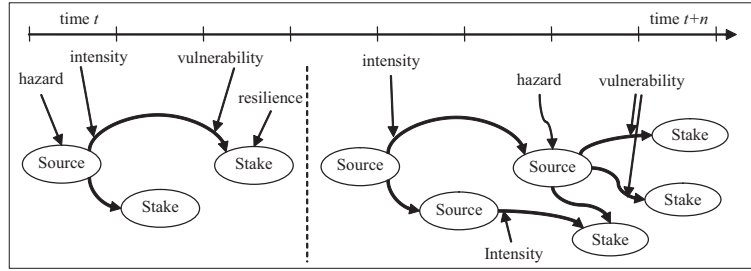 time t
time t+n
intensity
vulnerability
hazard
resilience
Source
Stake
Stake
intensity
hazard
vulnerability
Source
Source
Source
Stake
Stake
Stake
Intensity